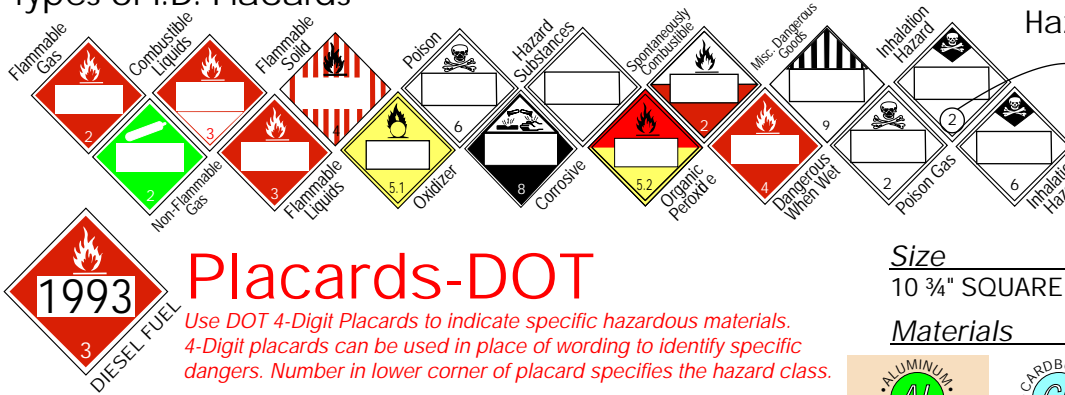 Types of I.D. Placards
Flammable
Gas
2
Combustible
Liquids
3
Flammable
Solid
4
Poison
6
Hazard
Substances
Spontaneously
Combustible
2
Misc. Dangerous
Goods
9
Inhalation
Hazard
2
2
Non-Flammable
Gas
3
Flammable
Liquids
5.1
Oxidizer
8
Corrosive
5.2
Organic
Peroxide
4
Dangerous
When Wet
2
Poison Gas
6
Inhalation
1993
3
DIESEL FUEL
Placards-DOT
Use DOT 4-Digit Placards to indicate specific hazardous materials.
4-Digit placards can be used in place of wording to identify specific
dangers. Number in lower corner of placard specifies the hazard class.
Size
10 ¾" SQUARE
Materials
ALUMINUM